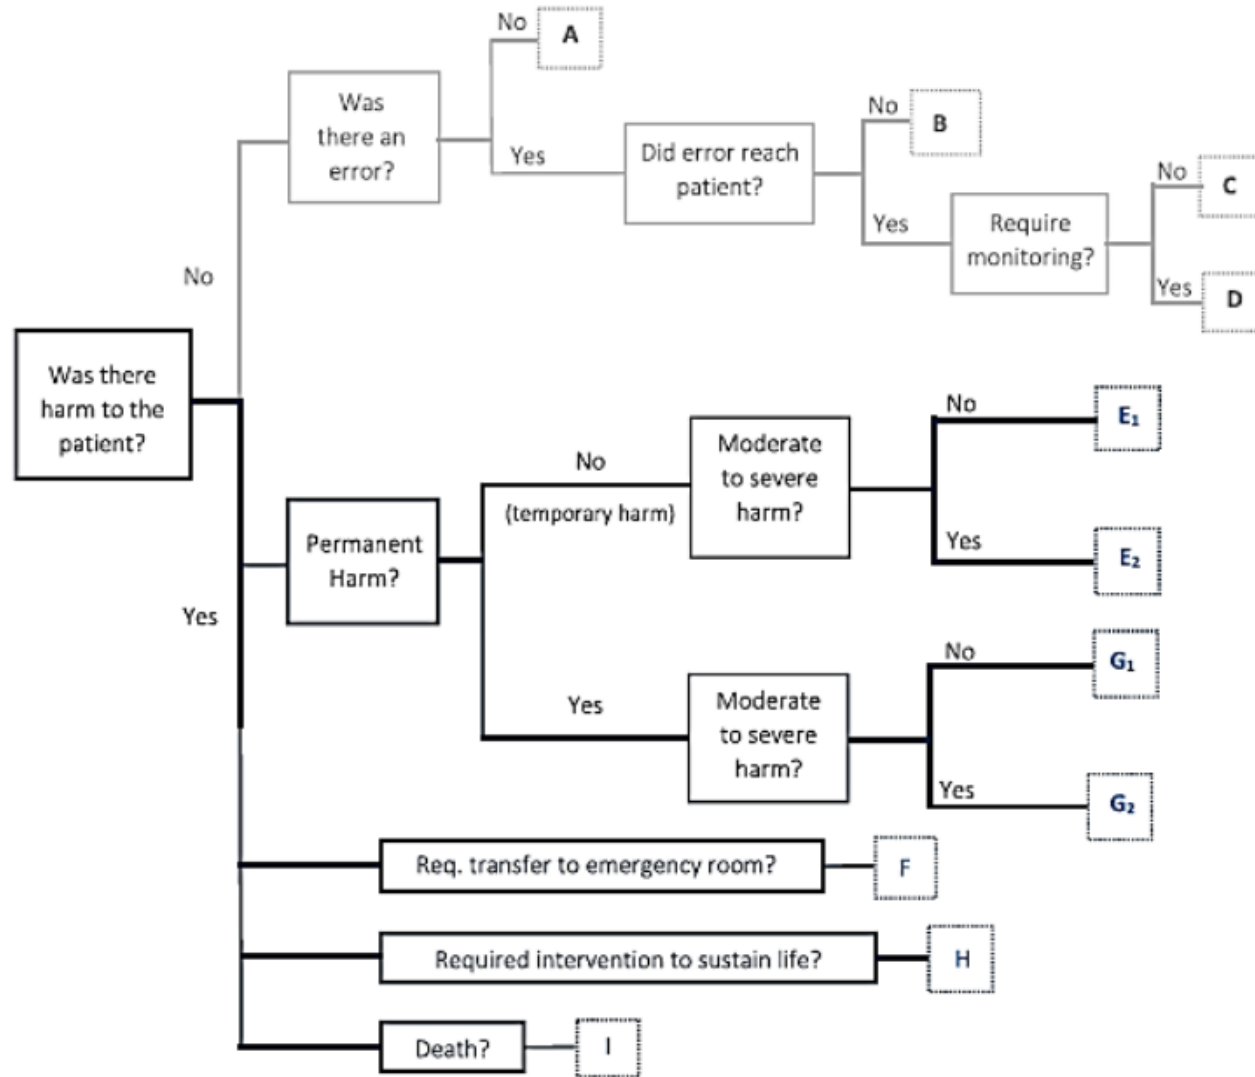 No
A
Was
there an
error?
Yes
Did error reach
patient?
No
B
Yes
Require
monitoring?
No
C
Yes
D
No
Was there
harm to the
patient?
Yes
Permanent
Harm?
No
(temporary harm)
Moderate
to severe
harm?
No
E₁
Yes
E₂
Yes
Moderate
to severe
harm?
No
G₁
Yes
G₂
Req. transfer to emergency room?
F
Required intervention to sustain life?
H
Death?
I